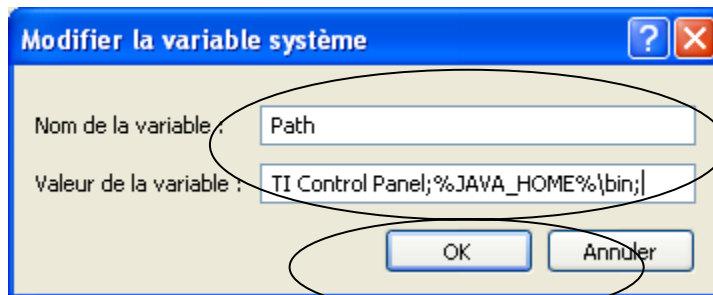 Modifier la variable système
Nom de la variable : Path
Valeur de la variable : TI Control Panel;%JAVA_HOME%\bin;
OK Annuler